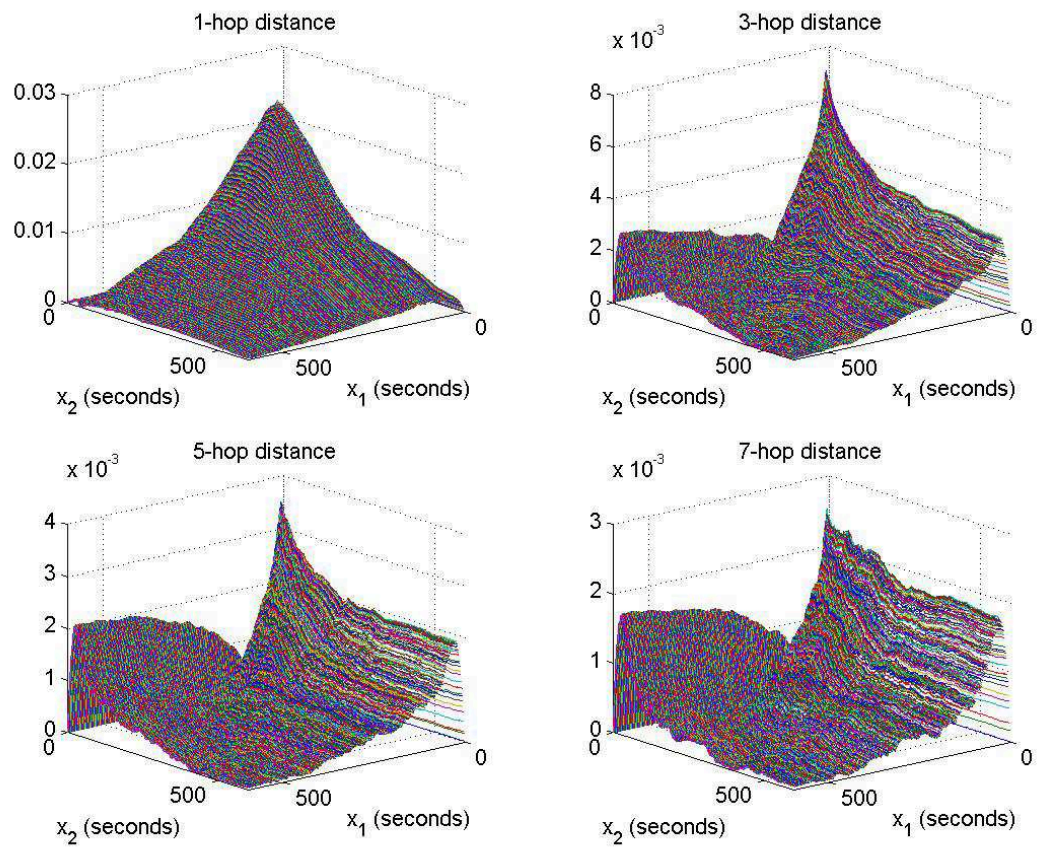 1-hop distance
0.03
0.02
0.01
0
0
500
500
0
x2 (seconds)
x1 (seconds)
3-hop distance
x 10-3
8
6
4
2
0
0
500
500
0
x2 (seconds)
x1 (seconds)
5-hop distance
x 10-3
4
3
2
1
0
0
500
500
0
x2 (seconds)
x1 (seconds)
7-hop distance
x 10-3
3
2
1
0
0
500
500
0
x2 (seconds)
x1 (seconds)